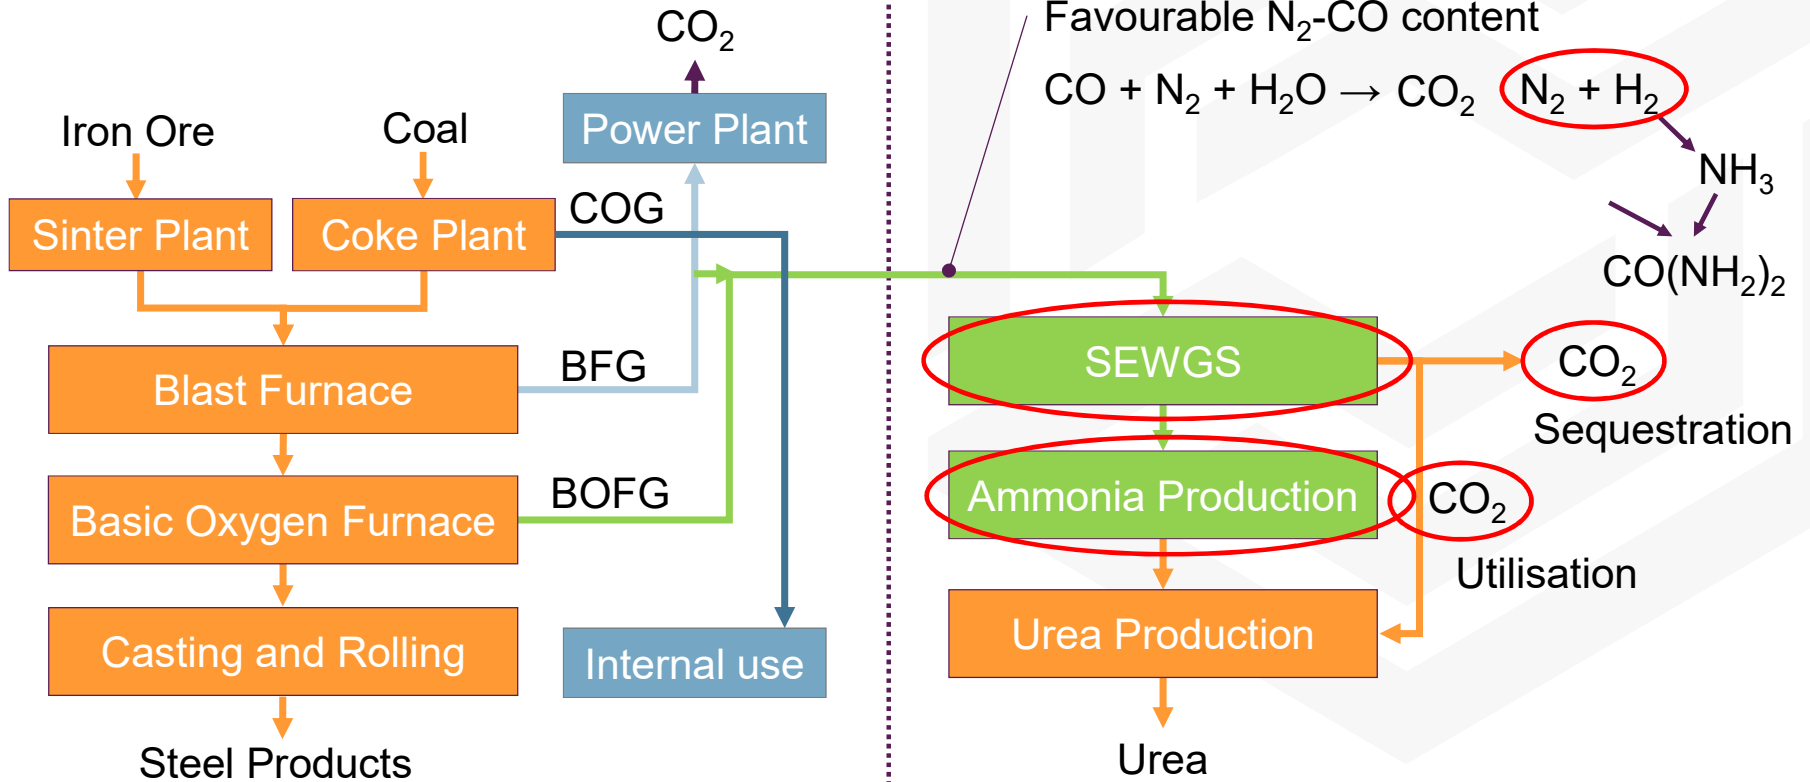 CO₂
Power Plant
Iron Ore
Coal
Sinter Plant
Coke Plant
COG
Blast Furnace
BFG
Basic Oxygen Furnace
BOFG
Casting and Rolling
Internal use
Steel Products
Favourable N₂-CO content
CO + N₂ + H₂O → CO₂ N₂ + H₂
NH₃
CO(NH₂)₂
SEWGS
CO₂
Sequestration
Ammonia Production
CO₂
Utilisation
Urea Production
Urea